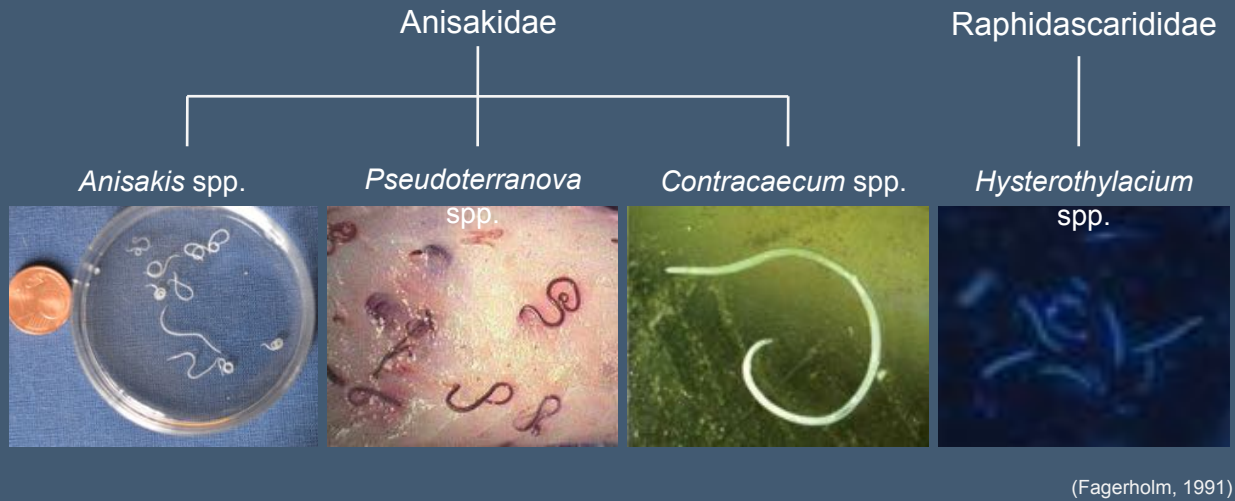 Anisakidae
Raphidascarididae
Anisakis spp.
Pseudoterranova
spp.
Contracaecum spp.
Hysterothylacium
spp.
(Fagerholm, 1991)